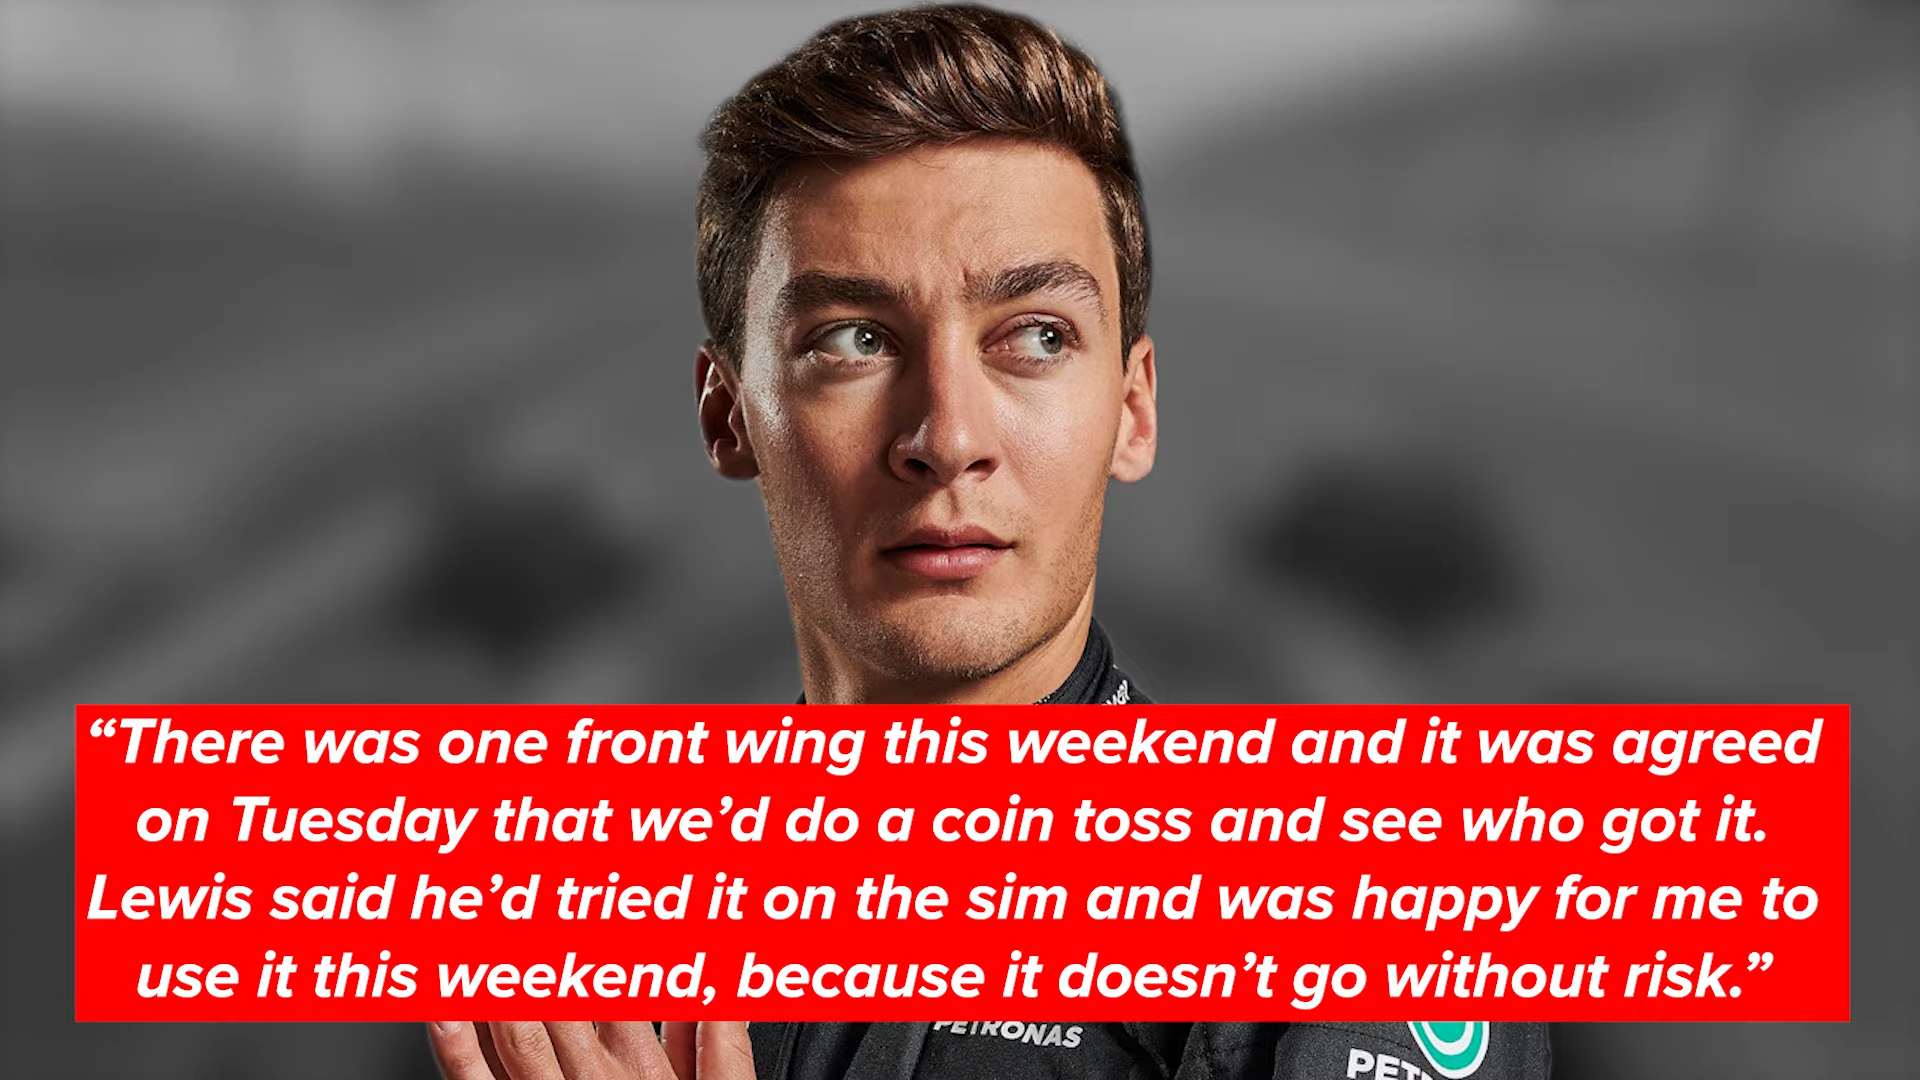 “There was one front wing this weekend and it was agreed
on Tuesday that we’d do a coin toss and see who got it.
Lewis said he’d tried it on the sim and was happy for me to
use it this weekend, because it doesn’t go without risk.”
PETRONAS